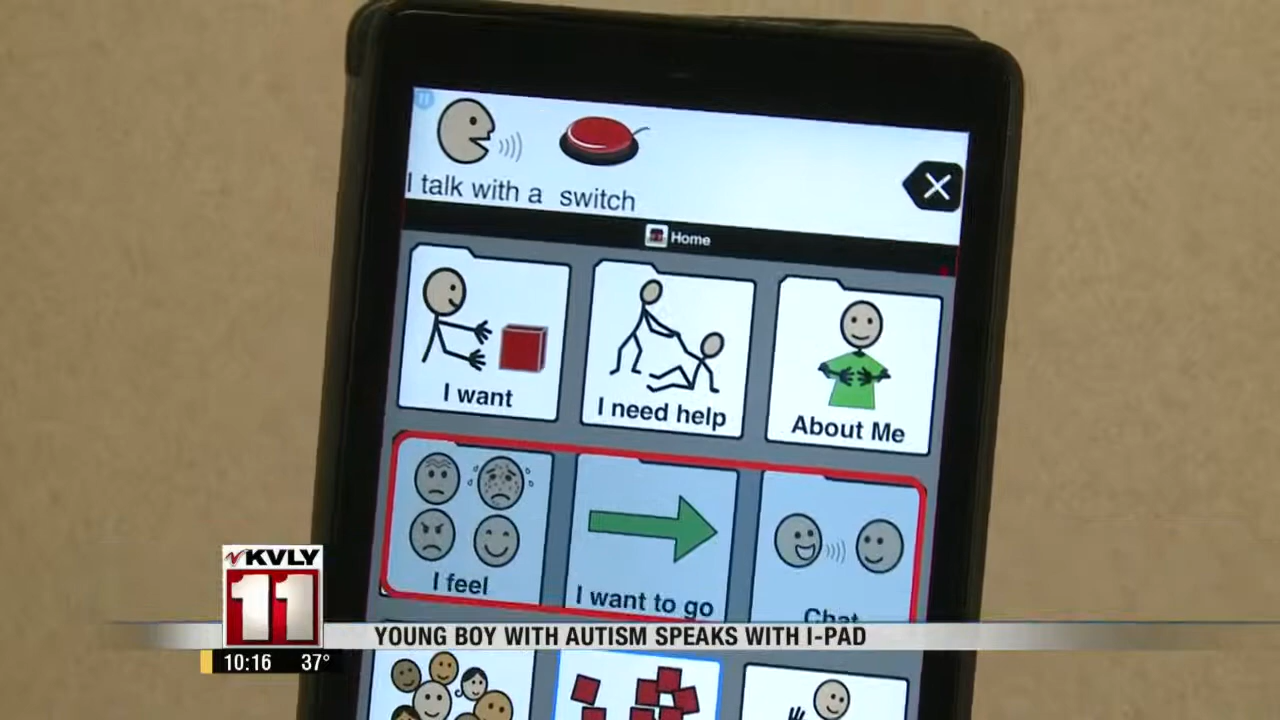 I talk with a switch
Home
I want
I need help
About Me
I feel
I want to go
Chat
KVLY
11
YOUNG BOY WITH AUTISM SPEAKS WITH I-PAD
10:16 37°